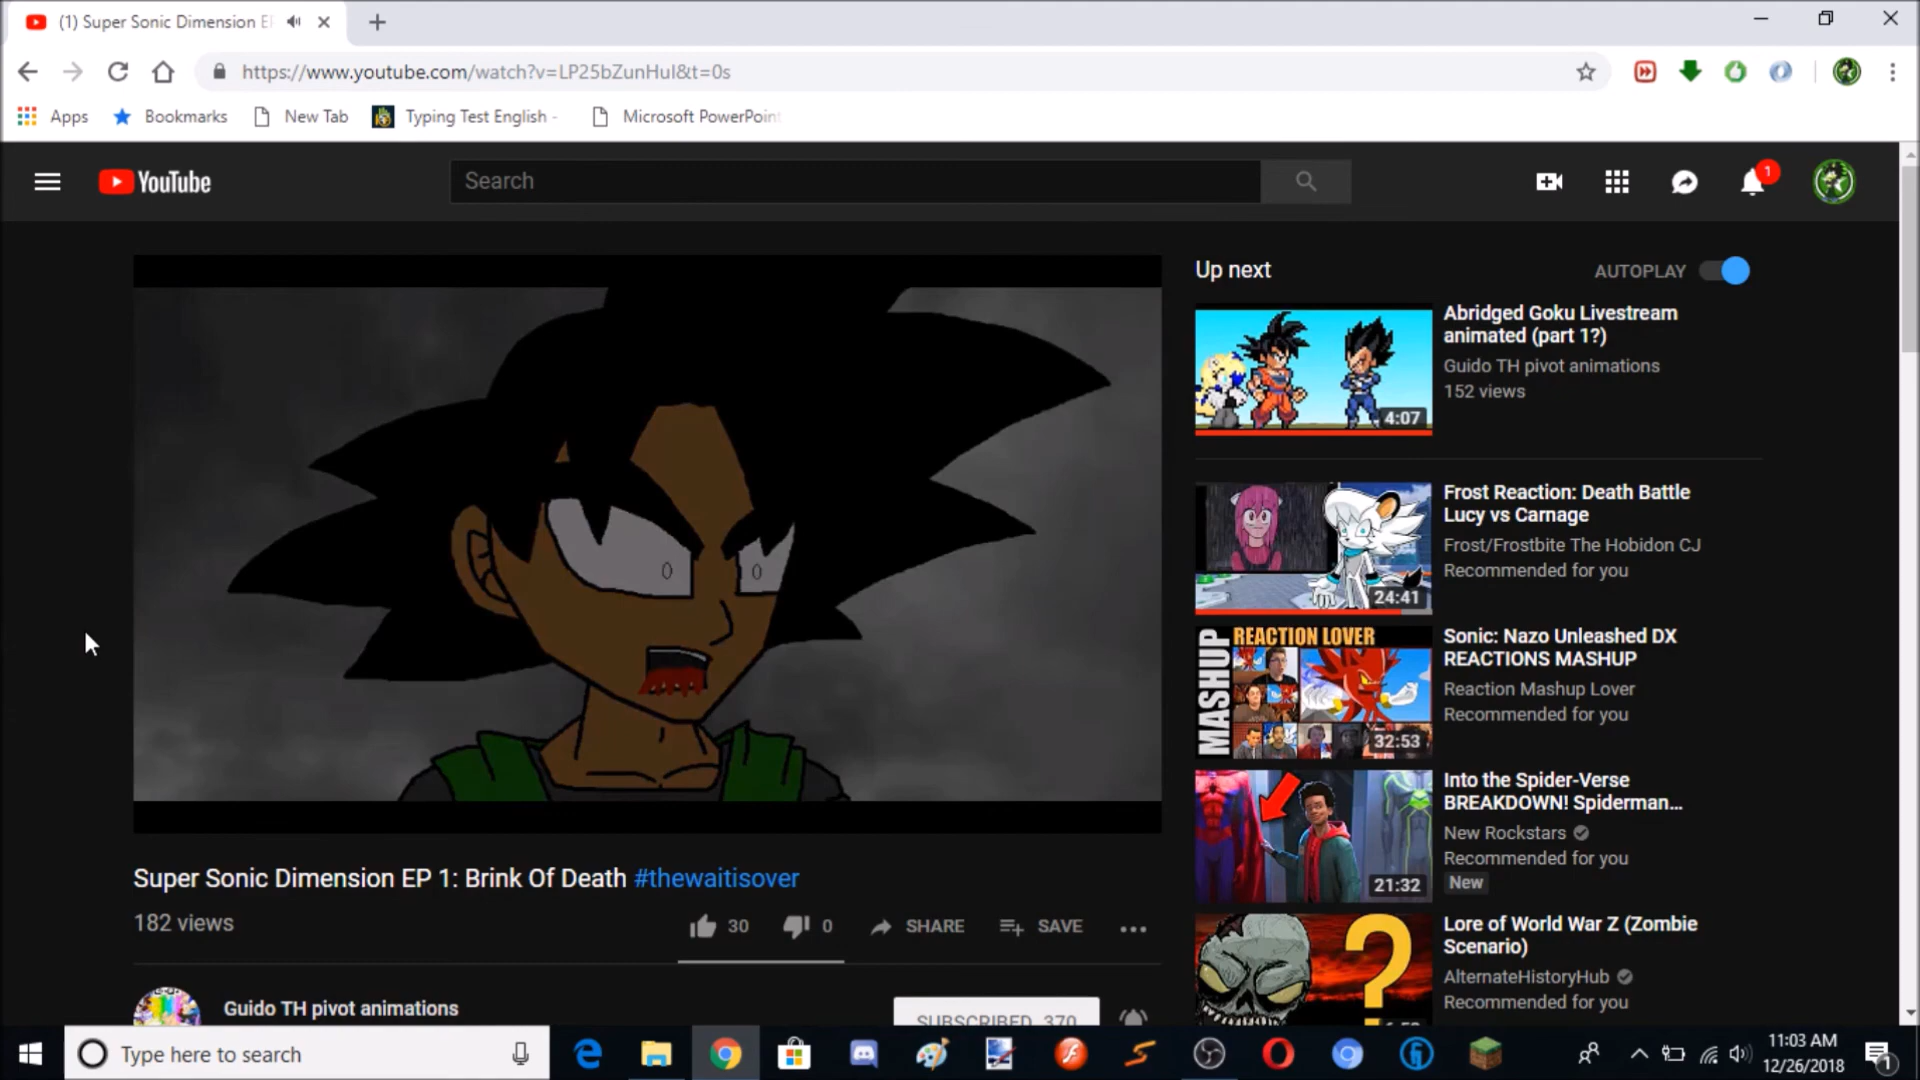 (1) Super Sonic Dimension E
https://www.youtube.com/watch?v=LP25bZunHuI&t=0s
Apps
Bookmarks
New Tab
Typing Test English -
Microsoft PowerPoint
YouTube
Search
1
Up next
AUTOPLAY
Abridged Goku Livestream
animated (part 1?)
Guido TH pivot animations
152 views
4:07
Frost Reaction: Death Battle
Lucy vs Carnage
Frost/Frostbite The Hobidon CJ
Recommended for you
24:41
MASHUP
REACTION LOVER
Sonic: Nazo Unleashed DX
REACTIONS MASHUP
Reaction Mashup Lover
Recommended for you
32:53
Into the Spider-Verse
BREAKDOWN! Spiderman...
New Rockstars
Recommended for you
New
21:32
Lore of World War Z (Zombie
Scenario)
AlternateHistoryHub
Recommended for you
?
Super Sonic Dimension EP 1: Brink Of Death #thewaitisover
182 views
30
0
SHARE
SAVE
Guido TH pivot animations
SUBSCRIBED 370
Type here to search
11:03 AM
12/26/2018
1